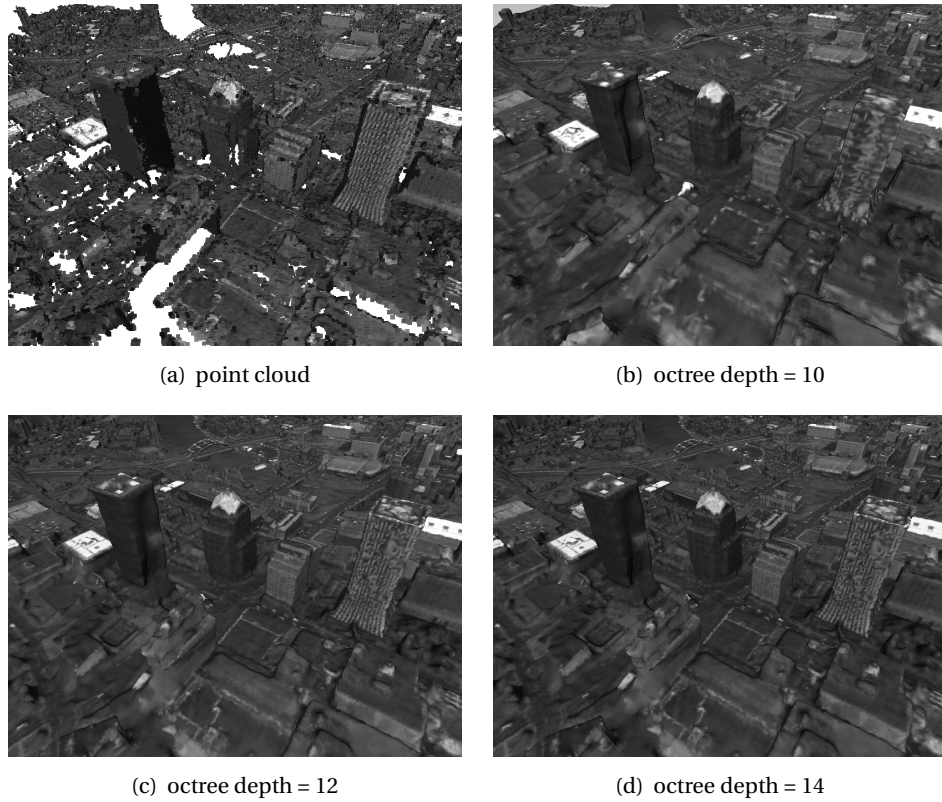 (a) point cloud
(b) octree depth = 10
(c) octree depth = 12
(d) octree depth = 14